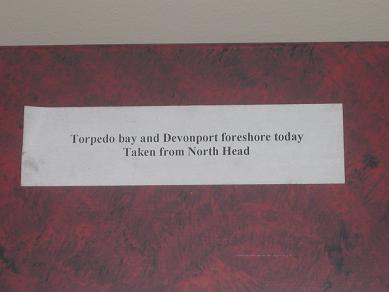 Torpedo bay and Devonport foreshore today
Taken from North Head